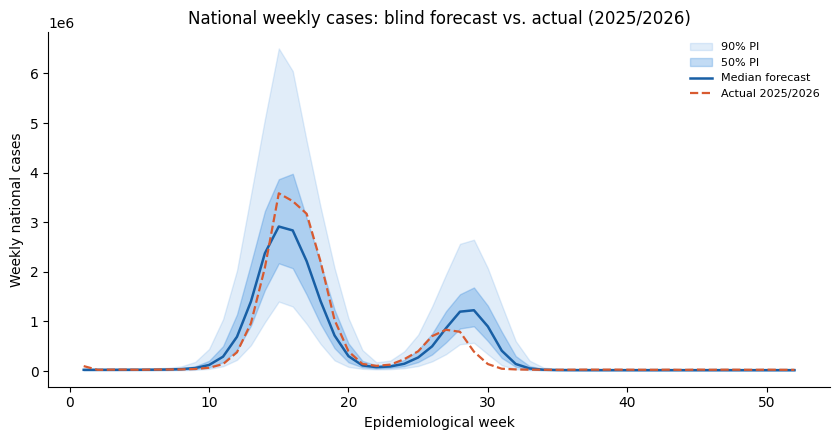 National weekly cases: blind forecast vs. actual (2025/2026)
1e6
90% PI
50% PI
Median forecast
Actual 2025/2026
Weekly national cases
6
5
4
3
2
1
0
0 10 20 30 40 50
Epidemiological week